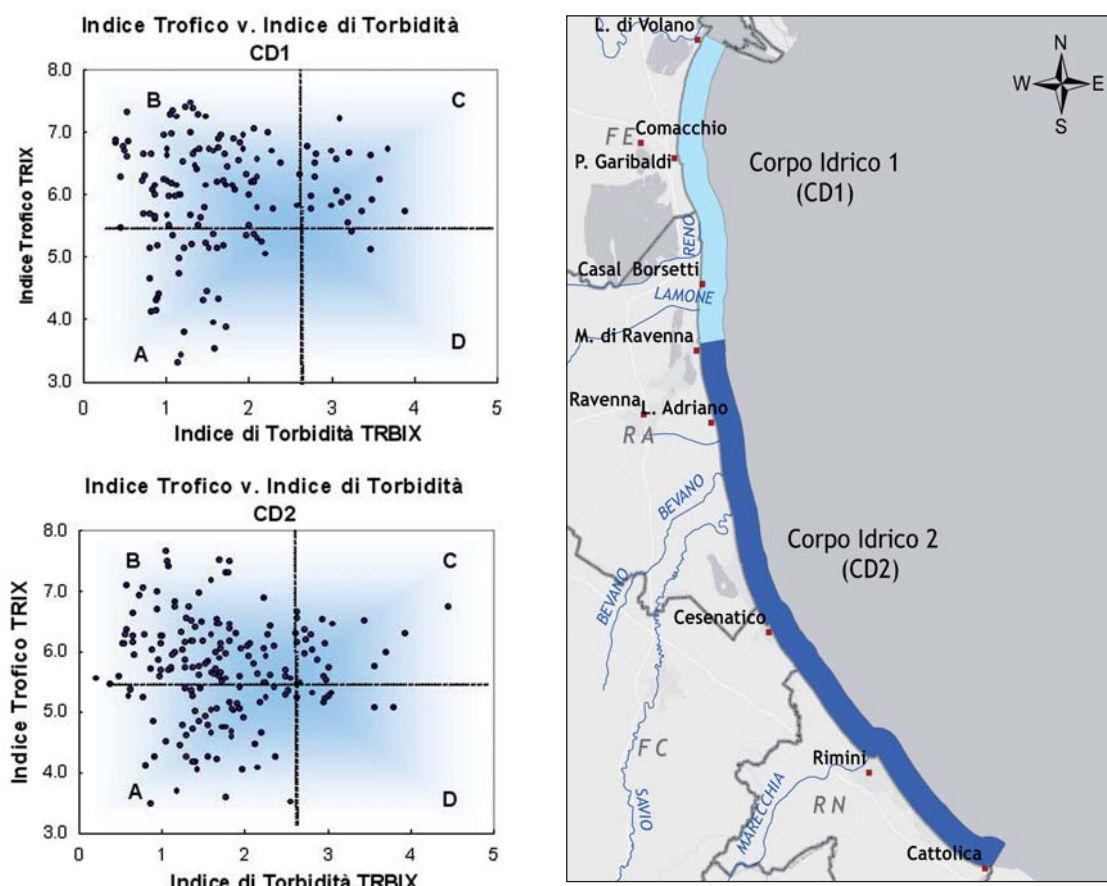 Indice Trofico v. Indice di Torbidità
CD1
Indice Trofico TRIX
8.0
7.0
6.0
5.0
4.0
3.0
B
C
A
D
0
1
2
3
4
5
Indice di Torbidità TRBIX
Indice Trofico v. Indice di Torbidità
CD2
Indice Trofico TRIX
8.0
7.0
6.0
5.0
4.0
3.0
B
C
A
D
0
1
2
3
4
5
Indice di Torbidità TRBIX
L. di Volano
N
W
E
S
FE
Comacchio
P. Garibaldi
Corpo Idrico 1
(CD1)
RENO
Casal Borsetti
LAMONE
M. di Ravenna
Ravenna
L. Adriano
RA
BEVANO
BEVANO
Corpo Idrico 2
(CD2)
Cesenatico
FC
SAVIO
Rimini
RN
MARECCHIA
Cattolica